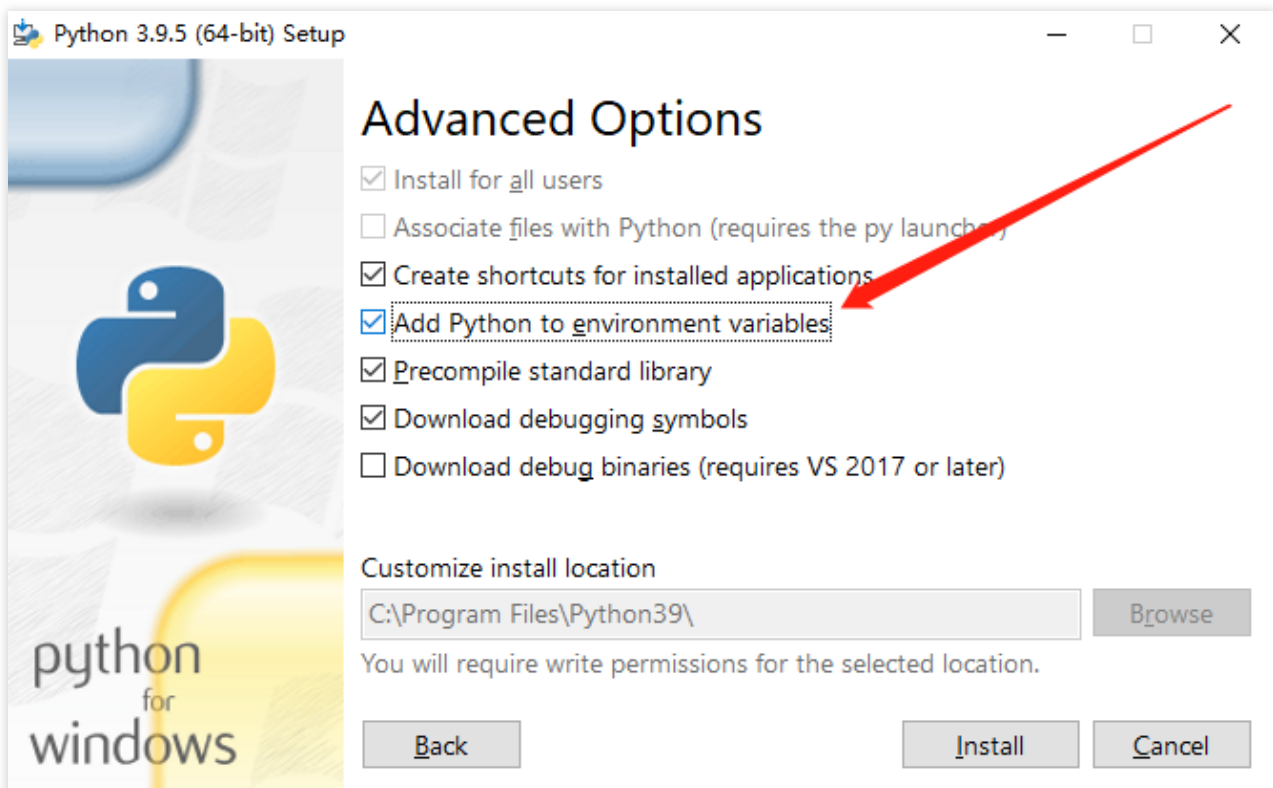 Python 3.9.5 (64-bit) Setup
Advanced Options
Install for all users
Associate files with Python (requires the py launcher)
Create shortcuts for installed applications
Add Python to environment variables
Precompile standard library
Download debugging symbols
Download debug binaries (requires VS 2017 or later)
Customize install location
C:\Program Files\Python39\
Browse
You will require write permissions for the selected location.
python
for
windows
Back
Install
Cancel